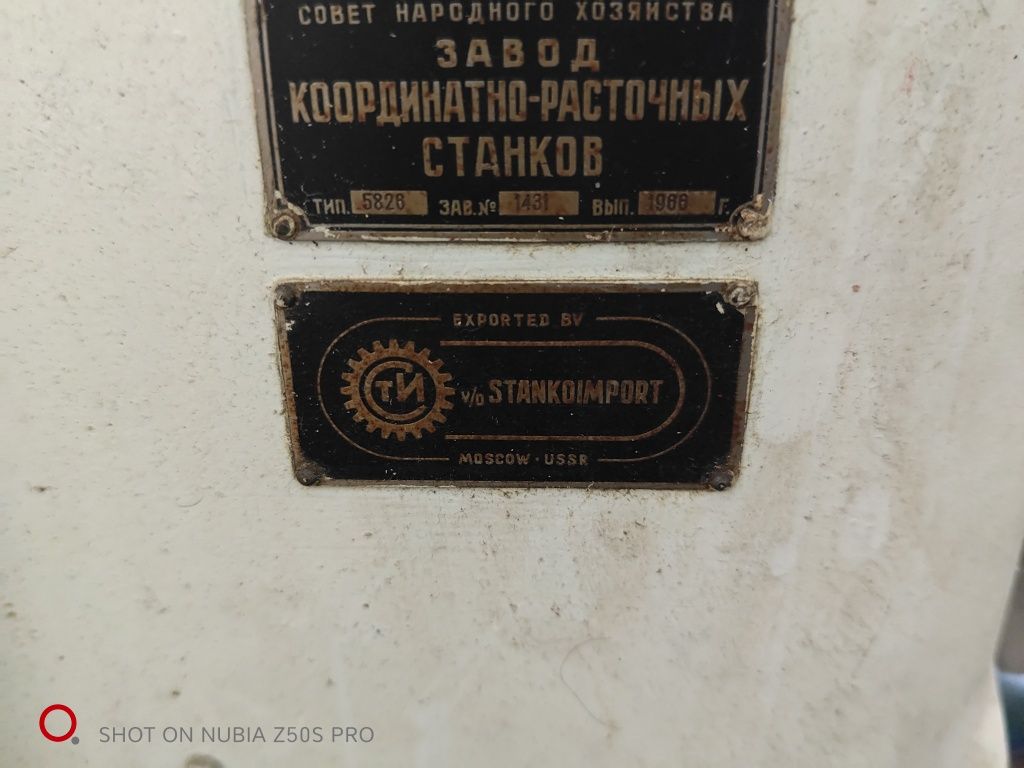 СОВЕТ НАРОДНОГО ХОЗЯЙСТВА
ЗАВОД
КООРДИНАТНО-РАСТОЧНЫХ
СТАНКОВ
ТИП. 5826 ЗАВ.№ 1431 ВЫП. 1966 Г.
EXPORTED BY
СТИ V/O STANKOIMPORT
MOSCOW · USSR
SHOT ON NUBIA Z50S PRO